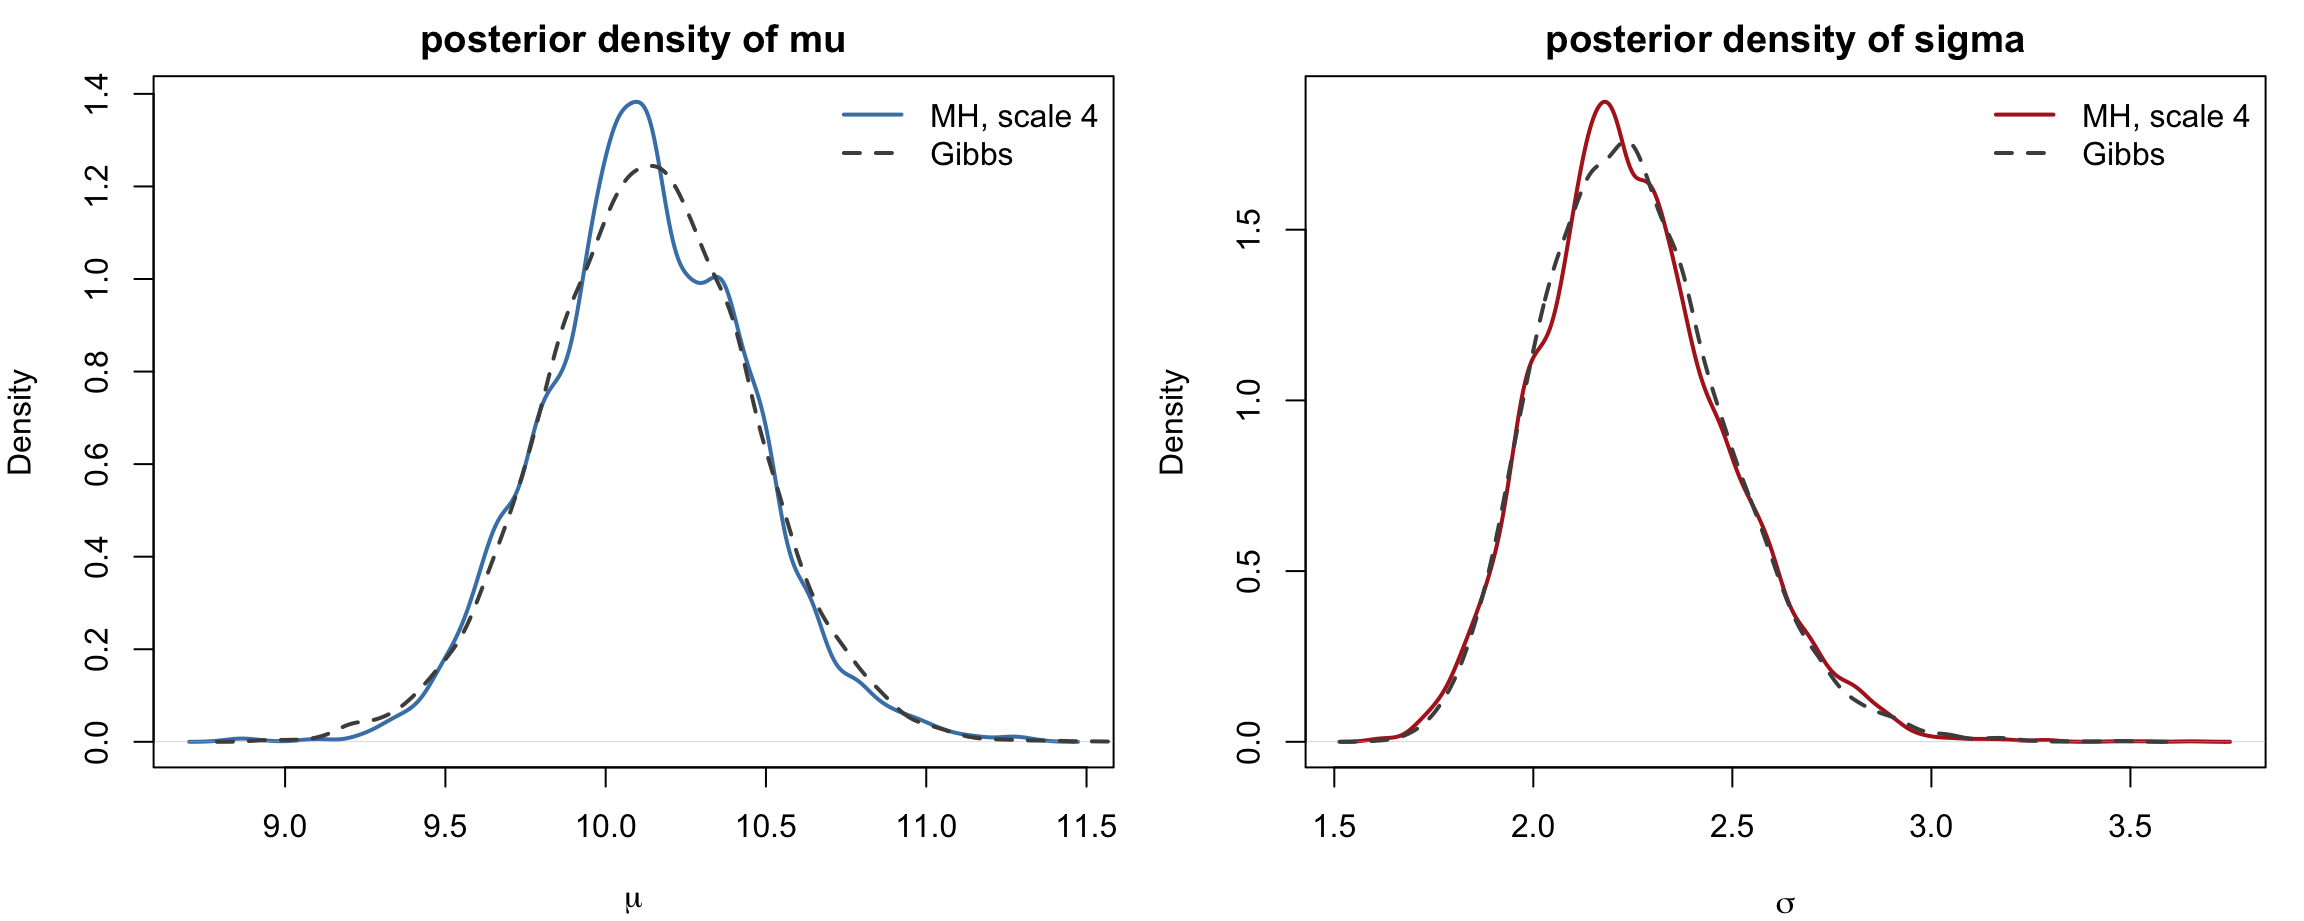 posterior density of mu
MH, scale 4
Gibbs
Density
1.4
1.2
1.0
0.8
0.6
0.4
0.2
0.0
9.0 9.5 10.0 10.5 11.0 11.5
μ
posterior density of sigma
MH, scale 4
Gibbs
Density
1.5
1.0
0.5
0.0
1.5 2.0 2.5 3.0 3.5
σ